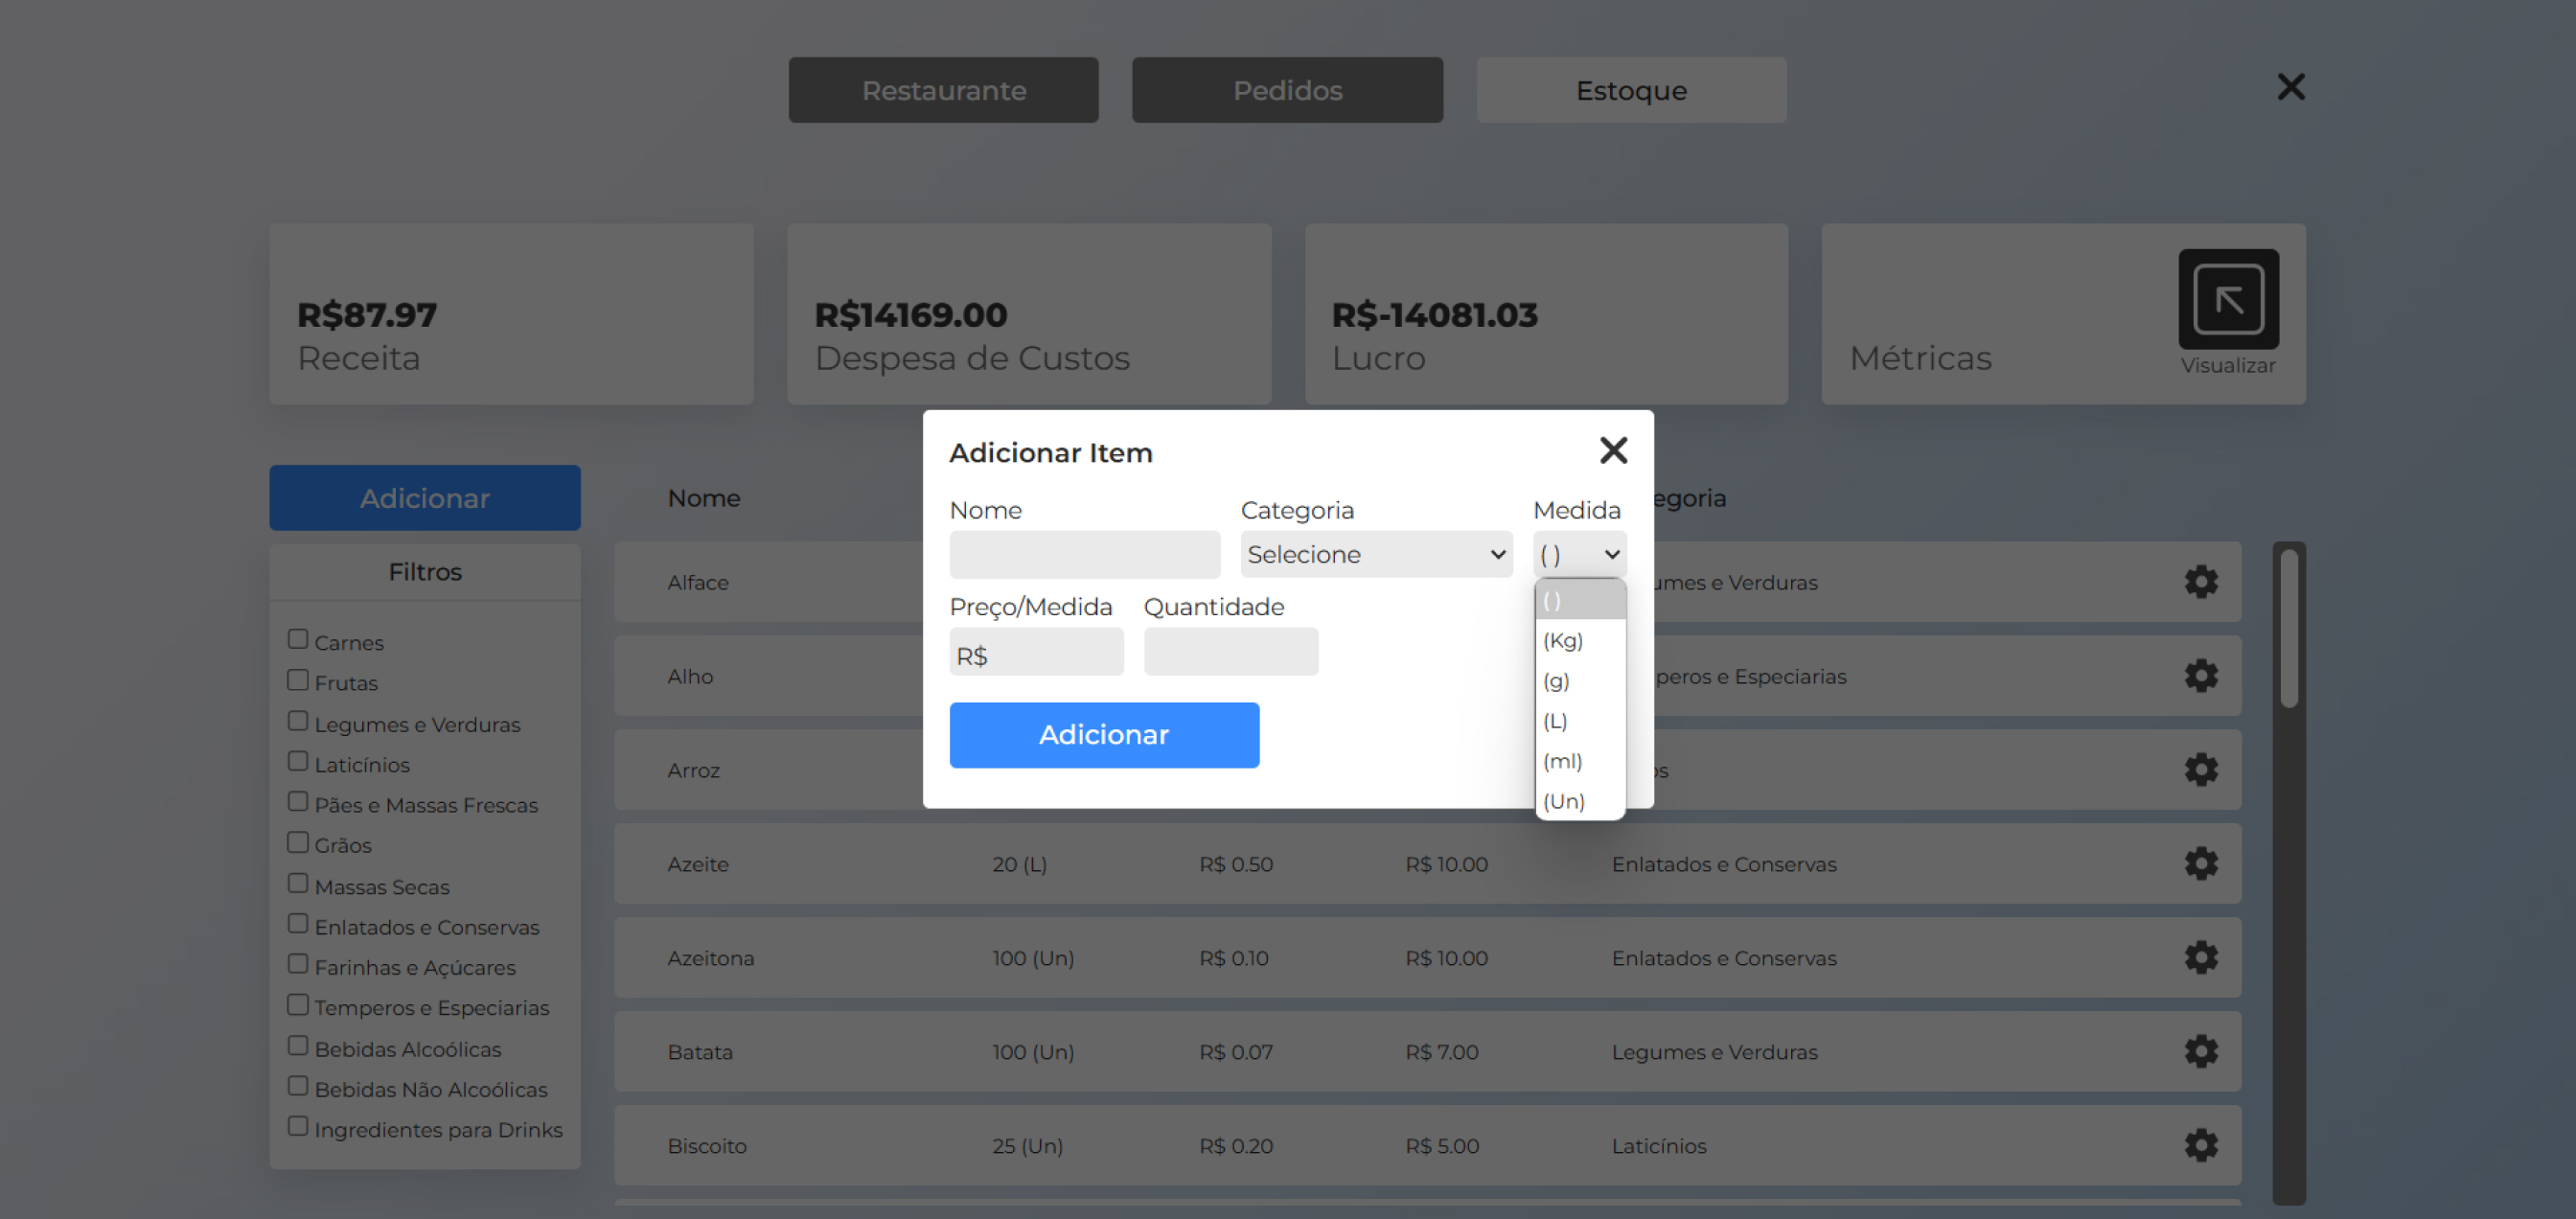 Restaurante
Pedidos
Estoque
R$87.97
Receita
R$14169.00
Despesa de Custos
R$-14081.03
Lucro
Métricas
Visualizar
Adicionar
Filtros
Carnes
Frutas
Legumes e Verduras
Laticínios
Pães e Massas Frescas
Grãos
Massas Secas
Enlatados e Conservas
Farinhas e Açúcares
Temperos e Especiarias
Bebidas Alcoólicas
Bebidas Não Alcoólicas
Ingredientes para Drinks
Adicionar Item
Nome
Categoria
Medida
Selecione
( )
Preço/Medida
Quantidade
R$
Adicionar
( )
(Kg)
(g)
(L)
(ml)
(Un)
Nome egoria
Alface umes e Verduras
Alho peros e Especiarias
Arroz os
Azeite 20 (L) R$ 0.50 R$ 10.00 Enlatados e Conservas
Azeitona 100 (Un) R$ 0.10 R$ 10.00 Enlatados e Conservas
Batata 100 (Un) R$ 0.07 R$ 7.00 Legumes e Verduras
Biscoito 25 (Un) R$ 0.20 R$ 5.00 Laticínios